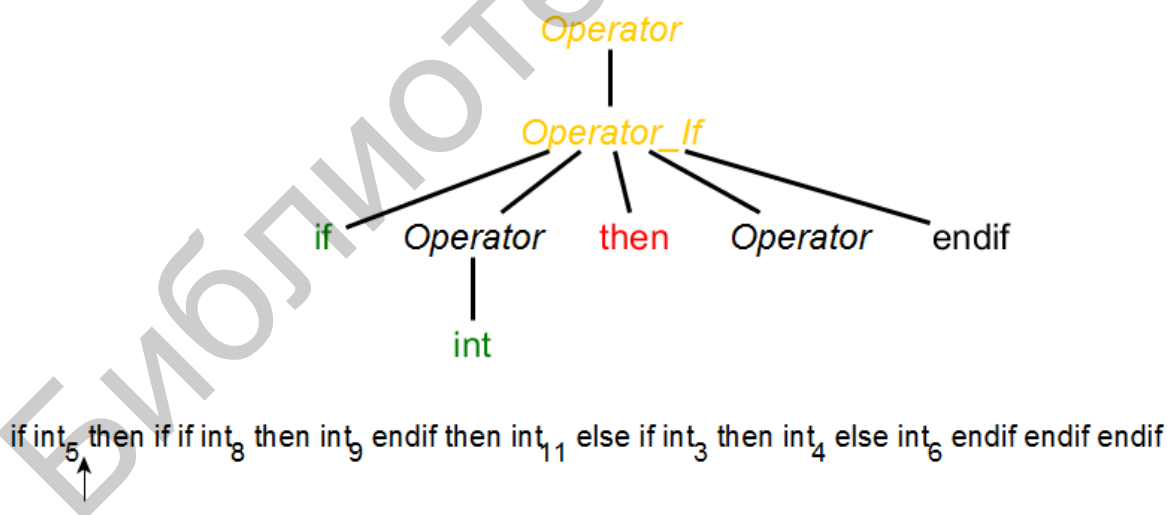 Operator
Operator_If
if Operator then Operator endif
int
if int5 then if if int8 then int9 endif then int11 else if int3 then int4 else int6 endif endif endif
Библиоте